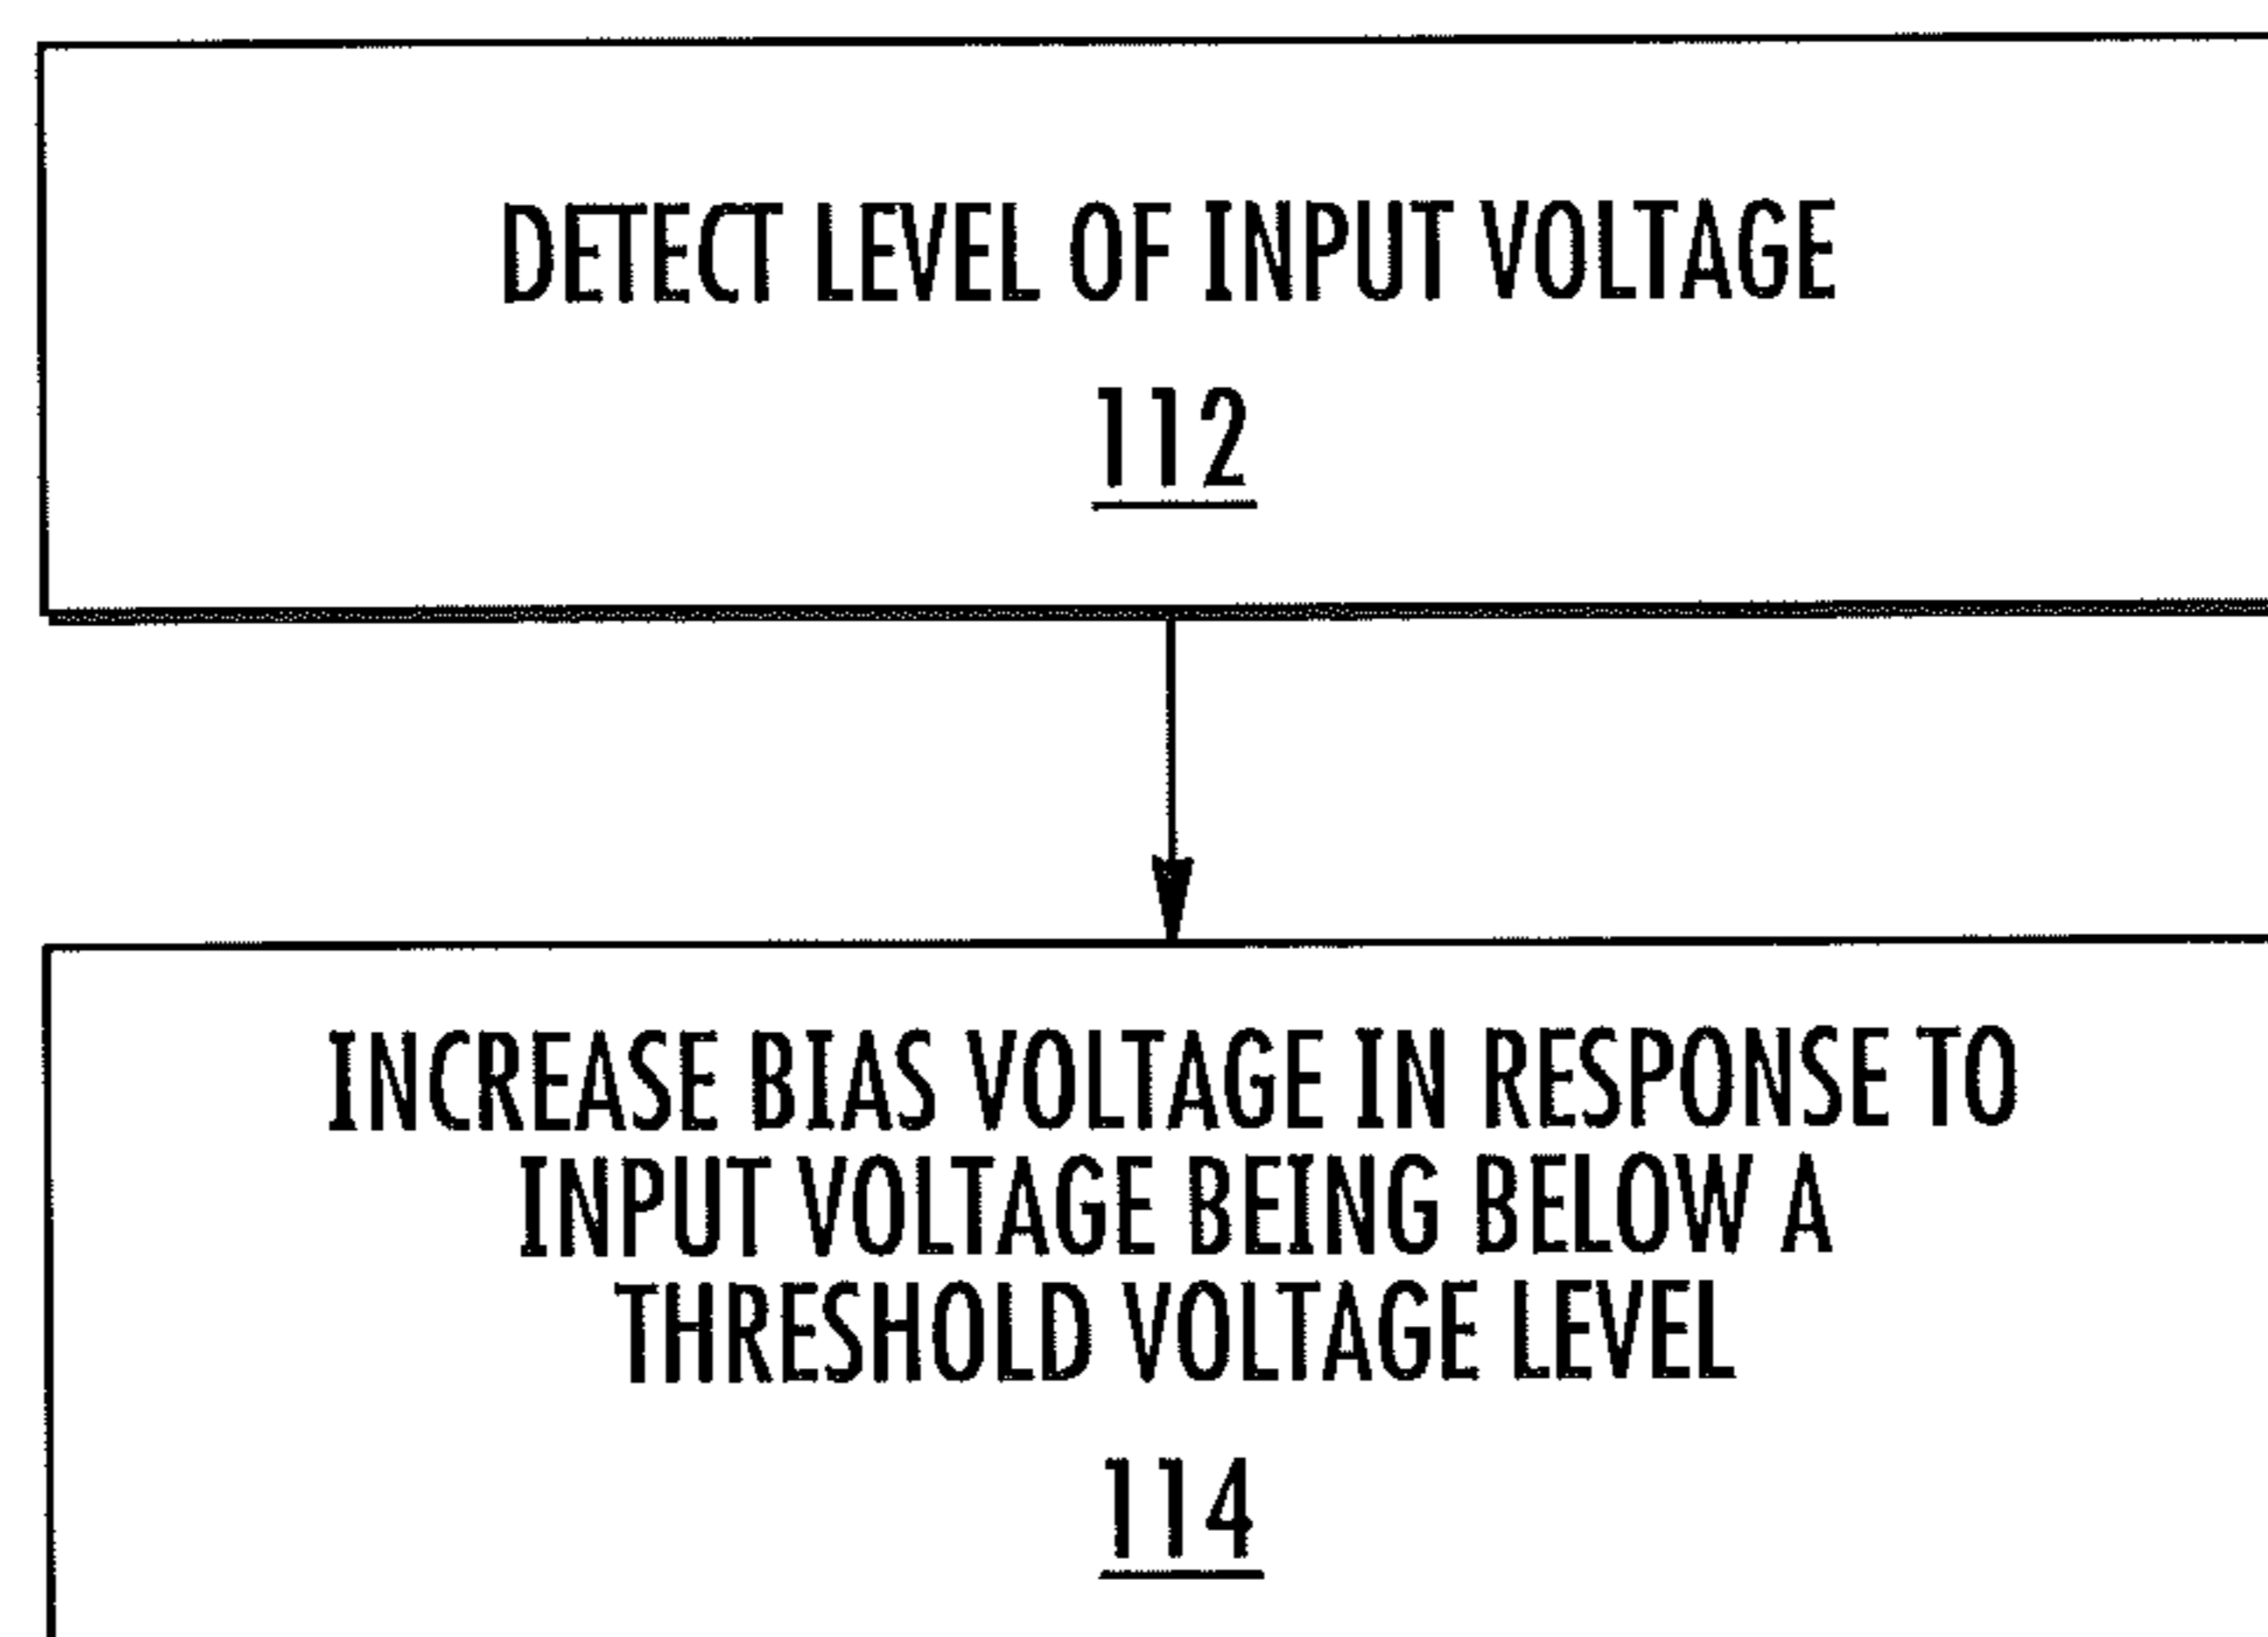 DETECT LEVEL OF INPUT VOLTAGE
112
INCREASE BIAS VOLTAGE IN RESPONSE TO
INPUT VOLTAGE BEING BELOW A
THRESHOLD VOLTAGE LEVEL
114